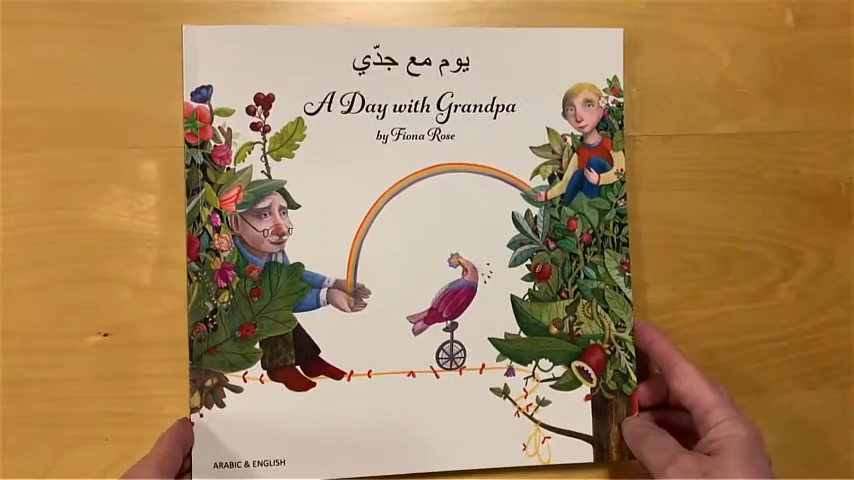 يوم مع جدّي
A Day with Grandpa
by Fiona Rose
ARABIC & ENGLISH